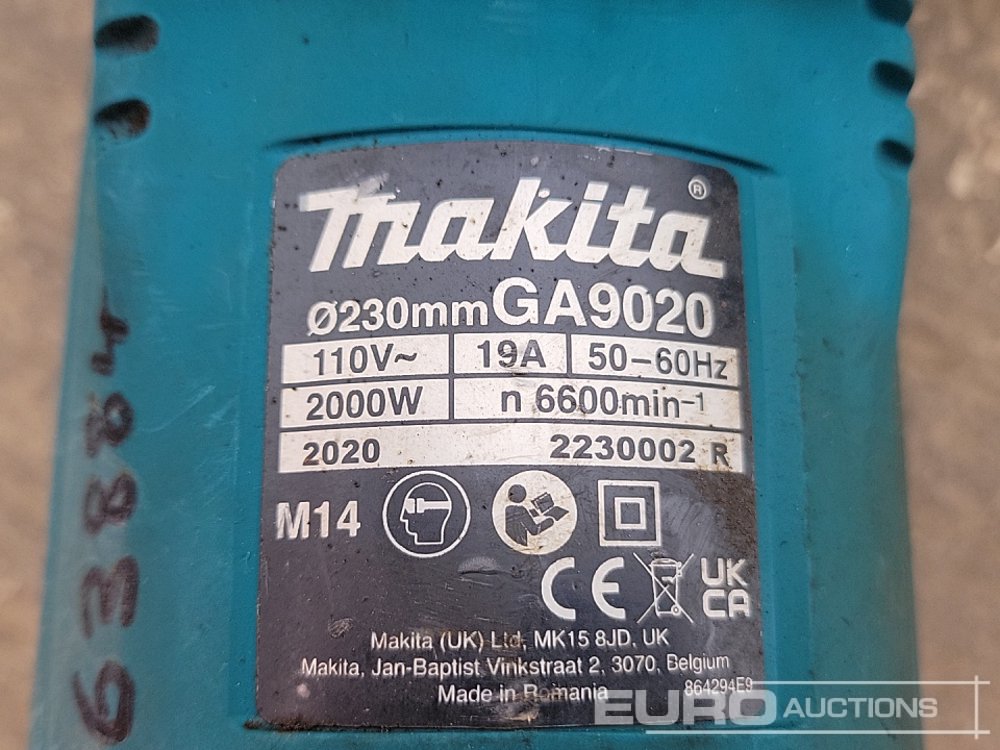 makita®
Ø230mm GA9020
110V~ 19A 50-60Hz
2000W n 6600min-1
2020 2230002 R
M14
CE UK CA
Makita (UK) Ltd, MK15 8JD, UK
Makita, Jan-Baptist Vinkstraat 2, 3070, Belgium
Made in Romania 864294E9
EURO AUCTIONS